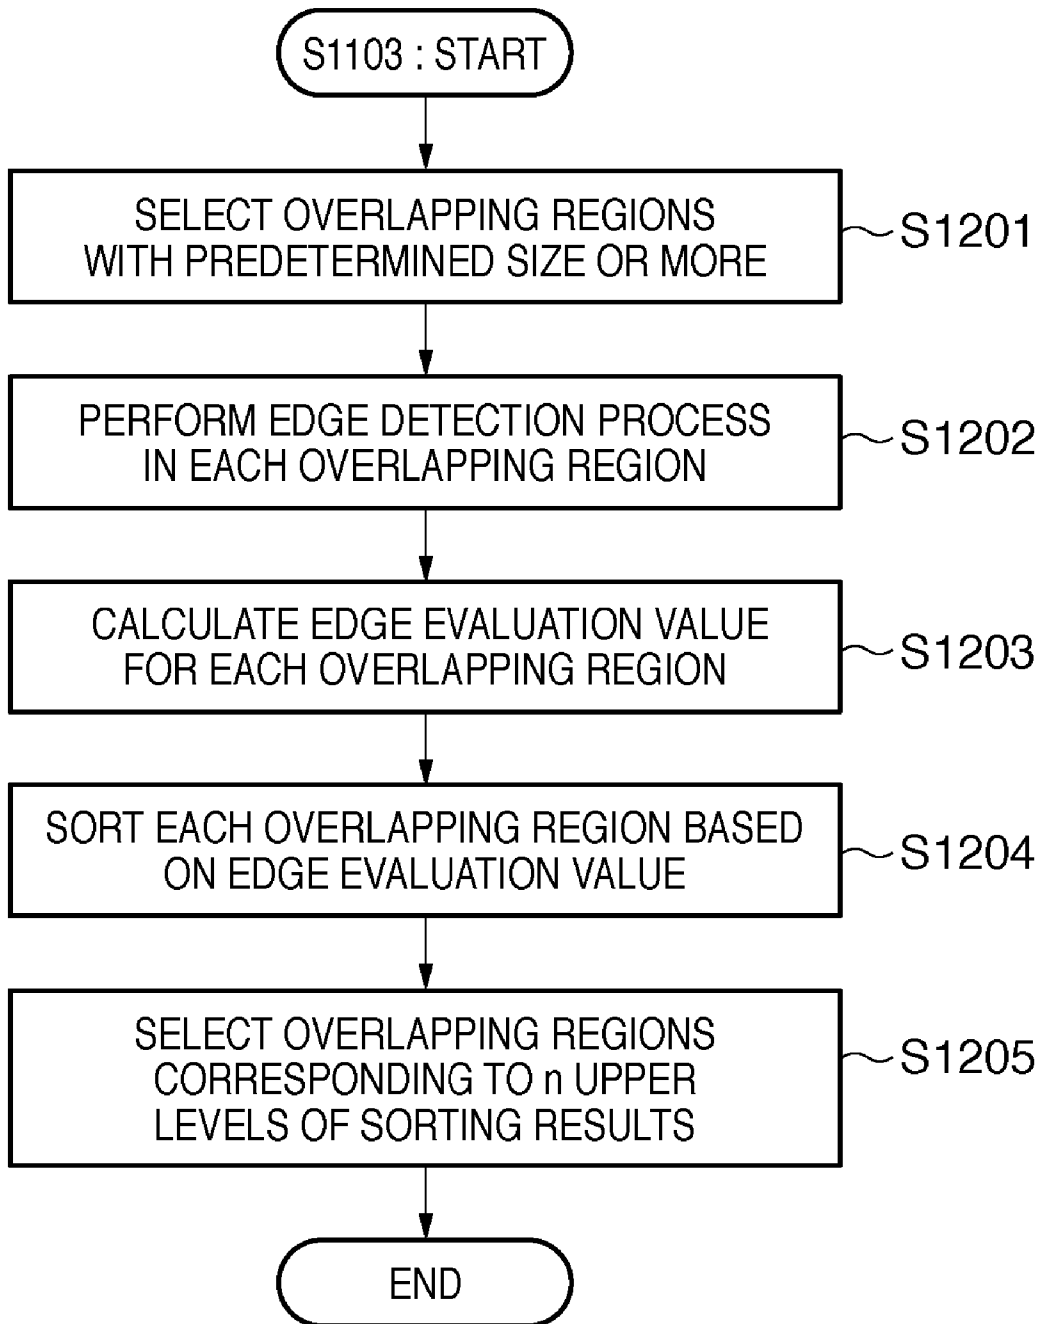 S1103 : START
SELECT OVERLAPPING REGIONS
WITH PREDETERMINED SIZE OR MORE
S1201
PERFORM EDGE DETECTION PROCESS
IN EACH OVERLAPPING REGION
S1202
CALCULATE EDGE EVALUATION VALUE
FOR EACH OVERLAPPING REGION
S1203
SORT EACH OVERLAPPING REGION BASED
ON EDGE EVALUATION VALUE
S1204
SELECT OVERLAPPING REGIONS
CORRESPONDING TO n UPPER
LEVELS OF SORTING RESULTS
S1205
END